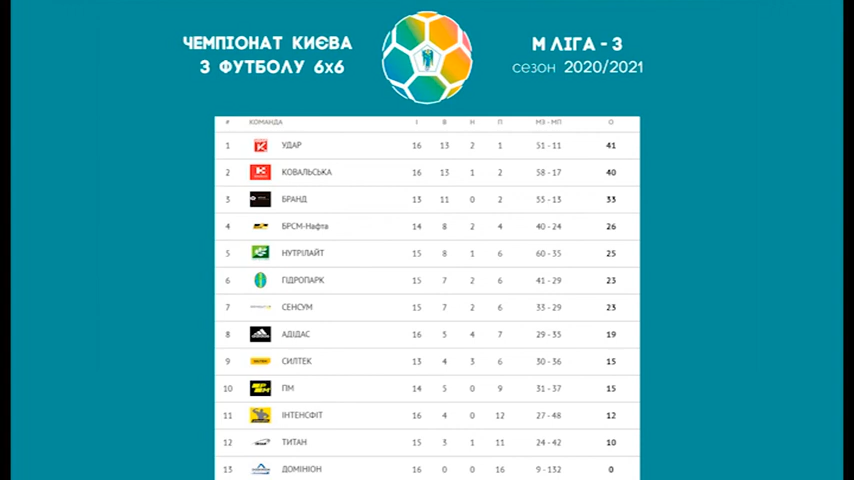 ЧЕМПІОНАТ КИЄВА
З ФУТБОЛУ 6х6
М ЛІГА - 3
сезон 2020/2021
# КОМАНДА І В Н П МЗ - МП О
1 УДАР 16 13 2 1 51 - 11 41
2 КОВАЛЬСЬКА 16 13 1 2 58 - 17 40
3 БРАНД 13 11 0 2 55 - 13 33
4 БРСМ-Нафта 14 8 2 4 40 - 24 26
5 НУТРІЛАЙТ 15 8 1 6 60 - 35 25
6 ГІДРОПАРК 15 7 2 6 41 - 29 23
7 СЕНСУМ 15 7 2 6 33 - 29 23
8 АДІДАС 16 5 4 7 29 - 35 19
9 СИЛТЕК 13 4 3 6 30 - 36 15
10 ПМ 14 5 0 9 31 - 37 15
11 ІНТЕНСФІТ 16 4 0 12 27 - 48 12
12 ТИТАН 15 3 1 11 24 - 42 10
13 ДОМІНІОН 16 0 0 16 9 - 132 0